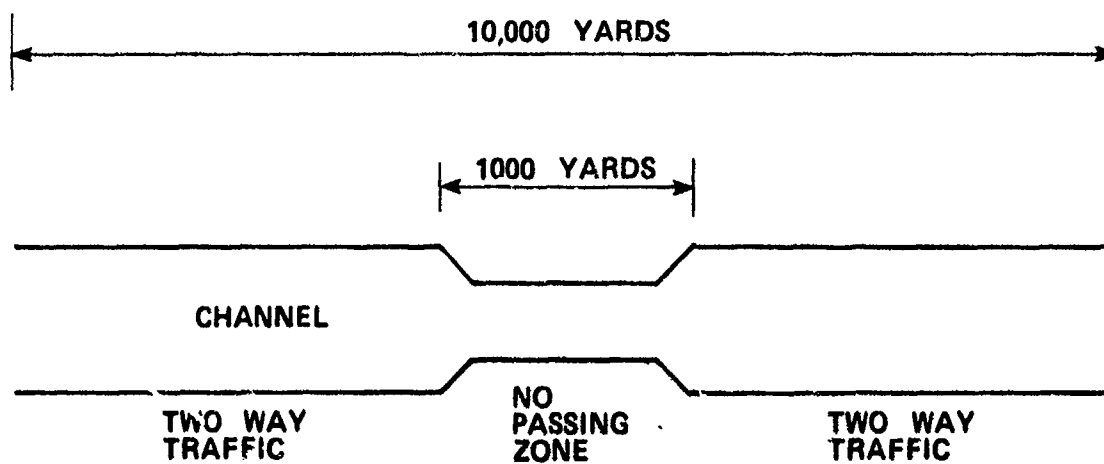 10,000 YARDS
1000 YARDS
CHANNEL
TWO WAY
TRAFFIC
NO
PASSING
ZONE
TWO WAY
TRAFFIC